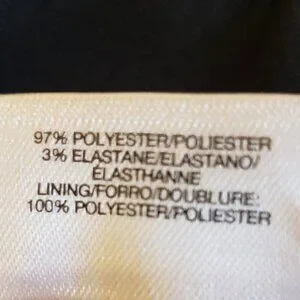 97% POLYESTER/POLIESTER
3% ELASTANE/ELASTANO/
ÉLASTHANNE
LINING/FORRO/DOUBLURE:
100% POLYESTER/POLIESTER